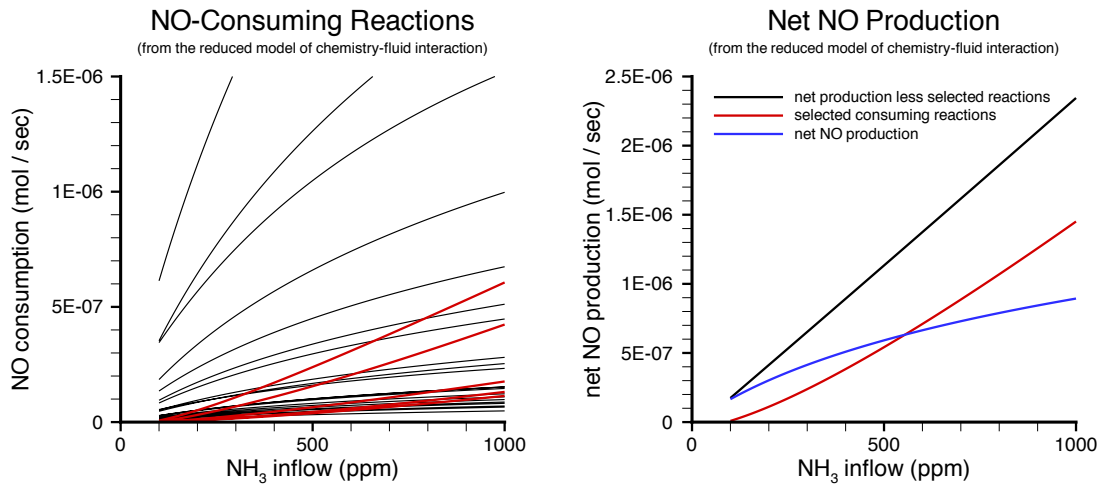 NO-Consuming Reactions
(from the reduced model of chemistry-fluid interaction)
1.5E-06
1E-06
5E-07
0
0
500
1000
NO consumption (mol / sec)
NH3 inflow (ppm)
Net NO Production
(from the reduced model of chemistry-fluid interaction)
2.5E-06
2E-06
1.5E-06
1E-06
5E-07
0
0
500
1000
net NO production (mol / sec)
NH3 inflow (ppm)
net production less selected reactions
selected consuming reactions
net NO production